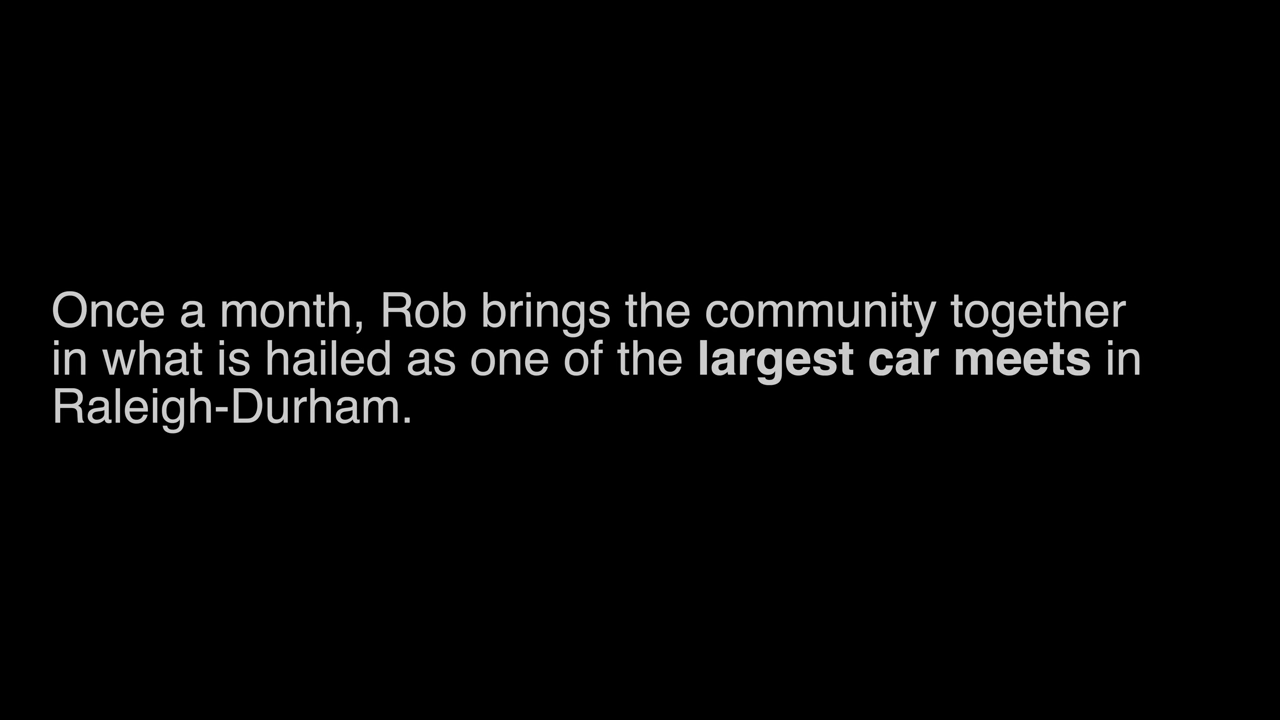 Once a month, Rob brings the community together
in what is hailed as one of the largest car meets in
Raleigh-Durham.